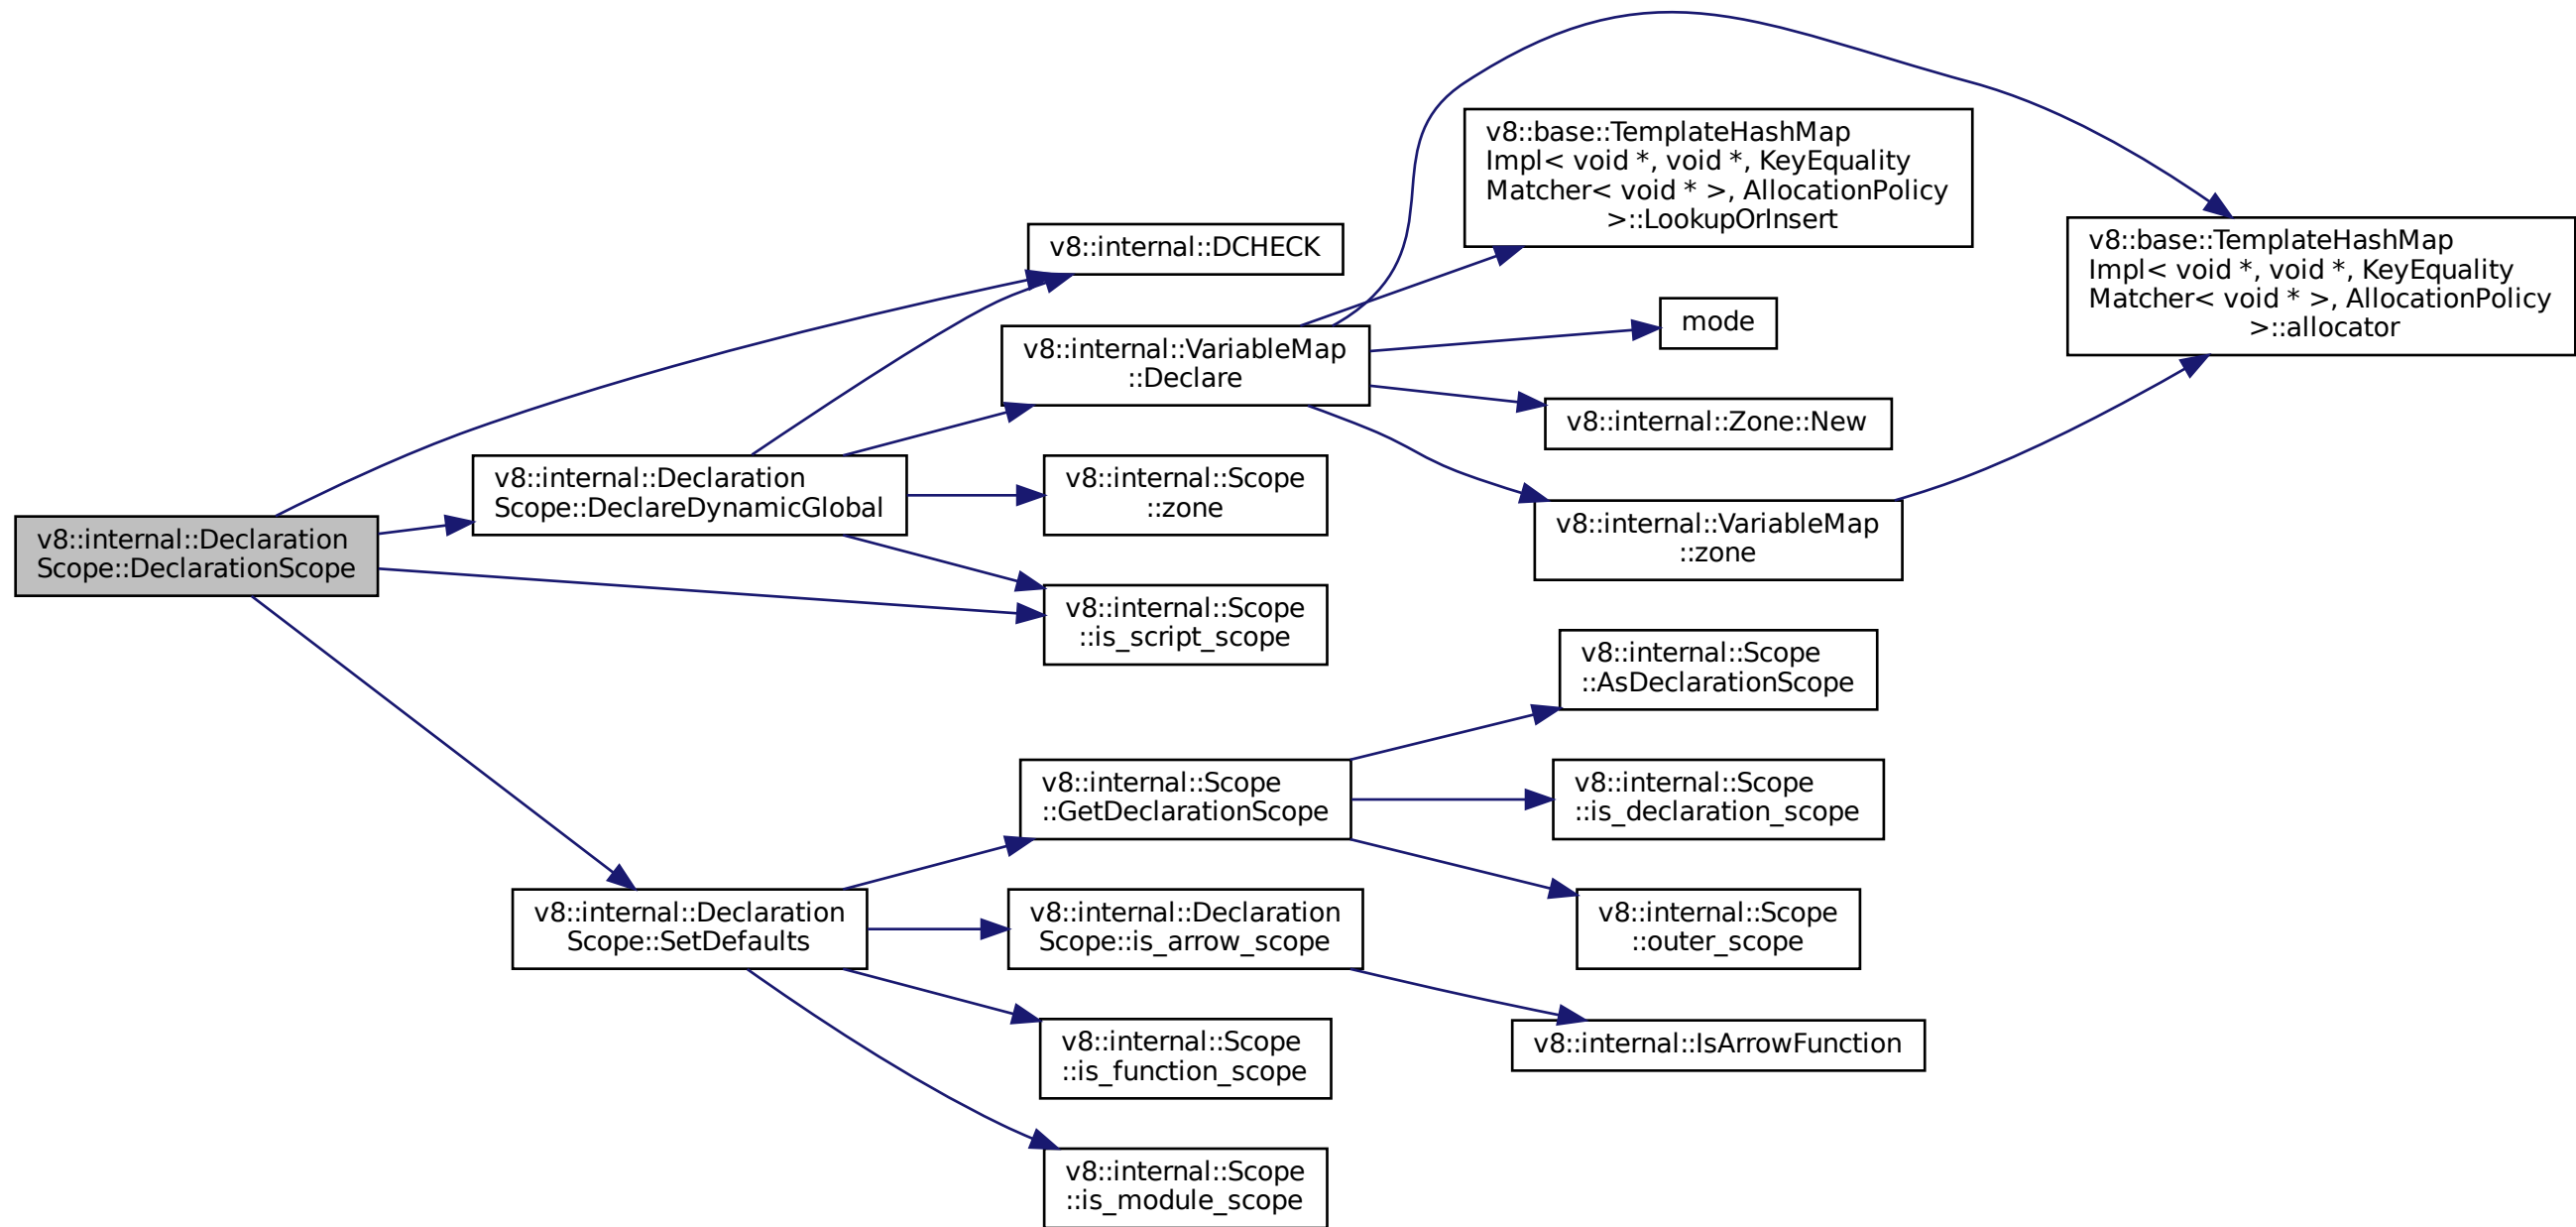 v8::internal::Declaration
Scope::DeclarationScope
v8::internal::DCHECK
v8::internal::Declaration
Scope::DeclareDynamicGlobal
v8::internal::VariableMap
::Declare
v8::base::TemplateHashMap
Impl< void *, void *, KeyEquality
Matcher< void * >, AllocationPolicy
>::LookupOrInsert
v8::base::TemplateHashMap
Impl< void *, void *, KeyEquality
Matcher< void * >, AllocationPolicy
>::allocator
mode
v8::internal::Zone::New
v8::internal::VariableMap
::zone
v8::internal::Scope
::zone
v8::internal::Scope
::is_script_scope
v8::internal::Declaration
Scope::SetDefaults
v8::internal::Scope
::GetDeclarationScope
v8::internal::Scope
::AsDeclarationScope
v8::internal::Scope
::is_declaration_scope
v8::internal::Scope
::outer_scope
v8::internal::Declaration
Scope::is_arrow_scope
v8::internal::IsArrowFunction
v8::internal::Scope
::is_function_scope
v8::internal::Scope
::is_module_scope